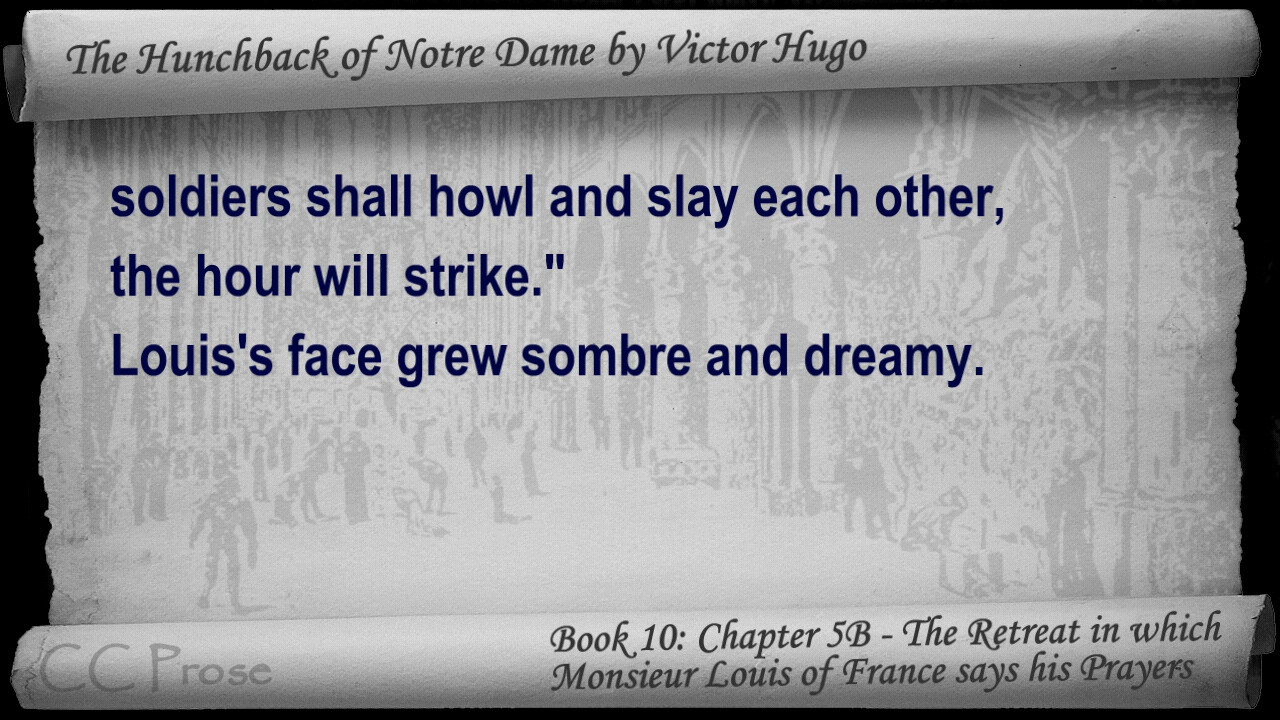 The Hunchback of Notre Dame by Victor Hugo
soldiers shall howl and slay each other,
the hour will strike."
Louis's face grew sombre and dreamy.
CC Prose
Book 10: Chapter 5B - The Retreat in which
Monsieur Louis of France says his Prayers